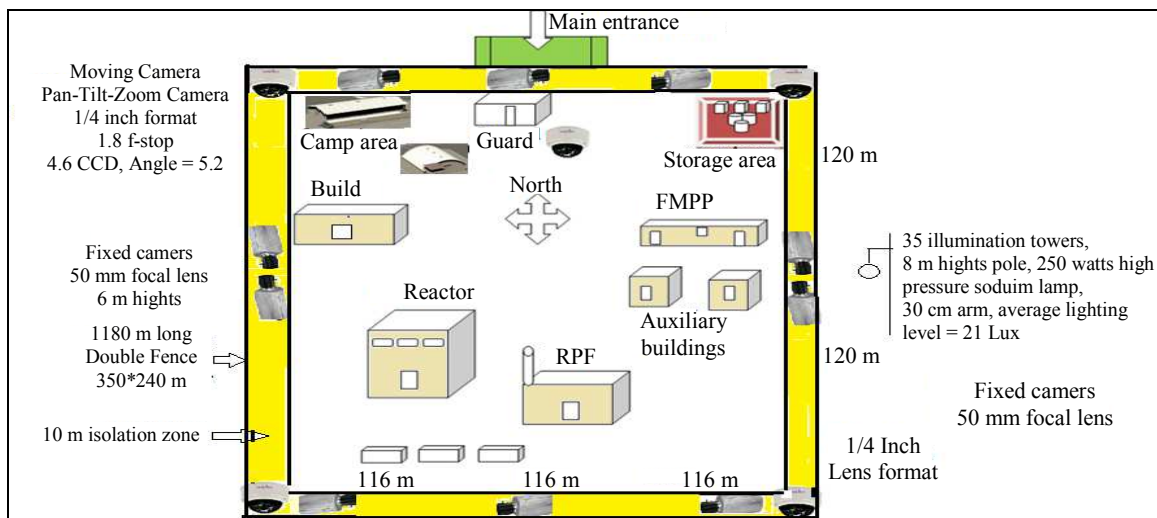 Main entrance
Moving Camera
Pan-Tilt-Zoom Camera
1/4 inch format
1.8 f-stop
4.6 CCD, Angle = 5.2
Camp area
Guard
Storage area
120 m
Build
North
FMPP
Fixed cameras
50 mm focal lens
6 m hights
35 illumination towers,
8 m hights pole, 250 watts high
pressure soduim lamp,
30 cm arm, average lighting
level = 21 Lux
Reactor
Auxiliary
buildings
1180 m long
Double Fence
350*240 m
RPF
120 m
Fixed cameras
50 mm focal lens
10 m isolation zone
1/4 Inch
Lens format
116 m
116 m
116 m